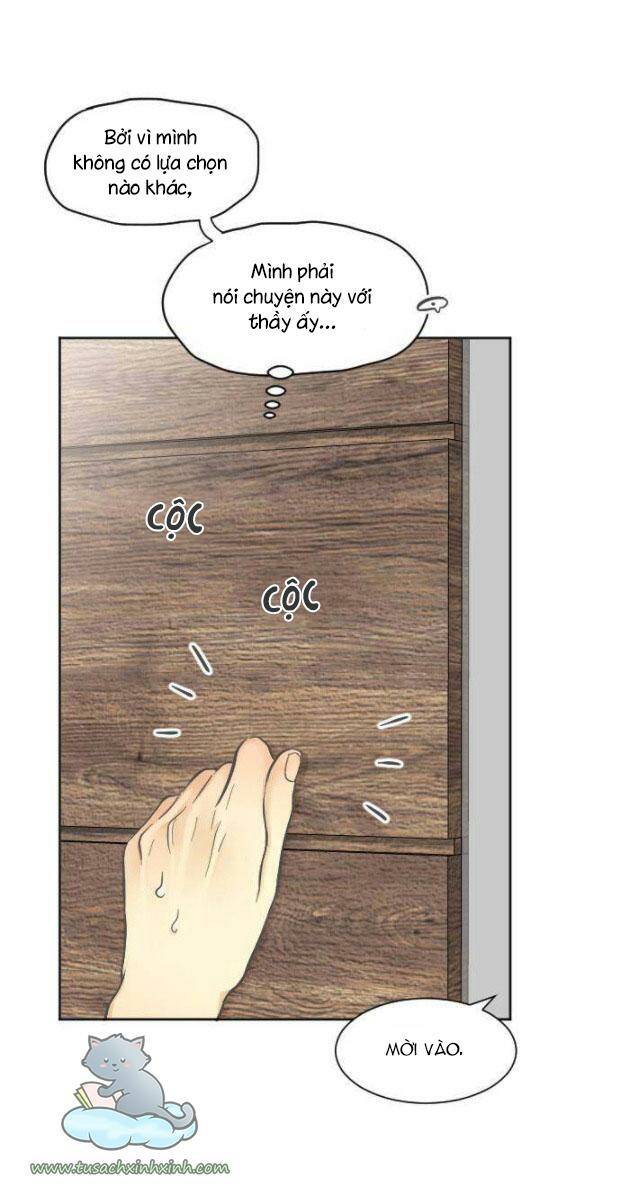 Bởi vì mình
không có lựa chọn
nào khác,
Mình phải
nói chuyện này với
thầy ấy...
CỘC
CỘC
MỜI VÀO.
www.tusachxinhxinh.com